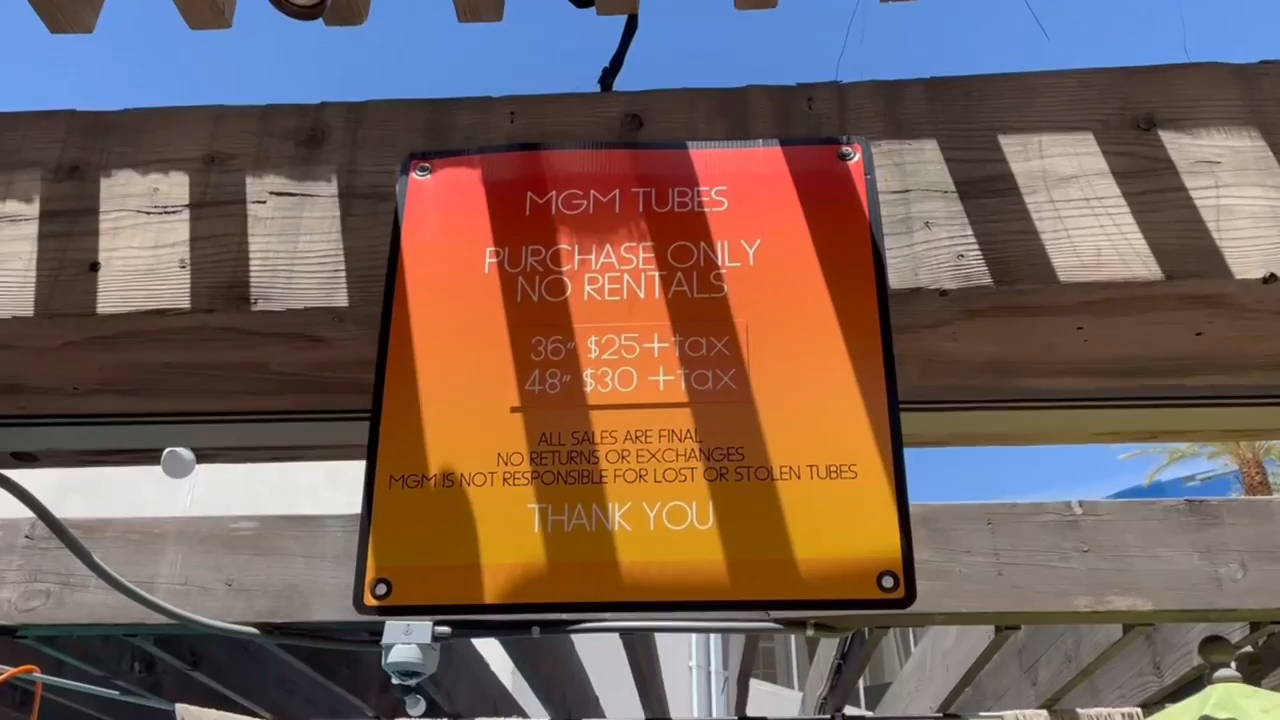 MGM TUBES
PURCHASE ONLY
NO RENTALS
36" $25+tax
48" $30 +tax
ALL SALES ARE FINAL
NO RETURNS OR EXCHANGES
MGM IS NOT RESPONSIBLE FOR LOST OR STOLEN TUBES
THANK YOU